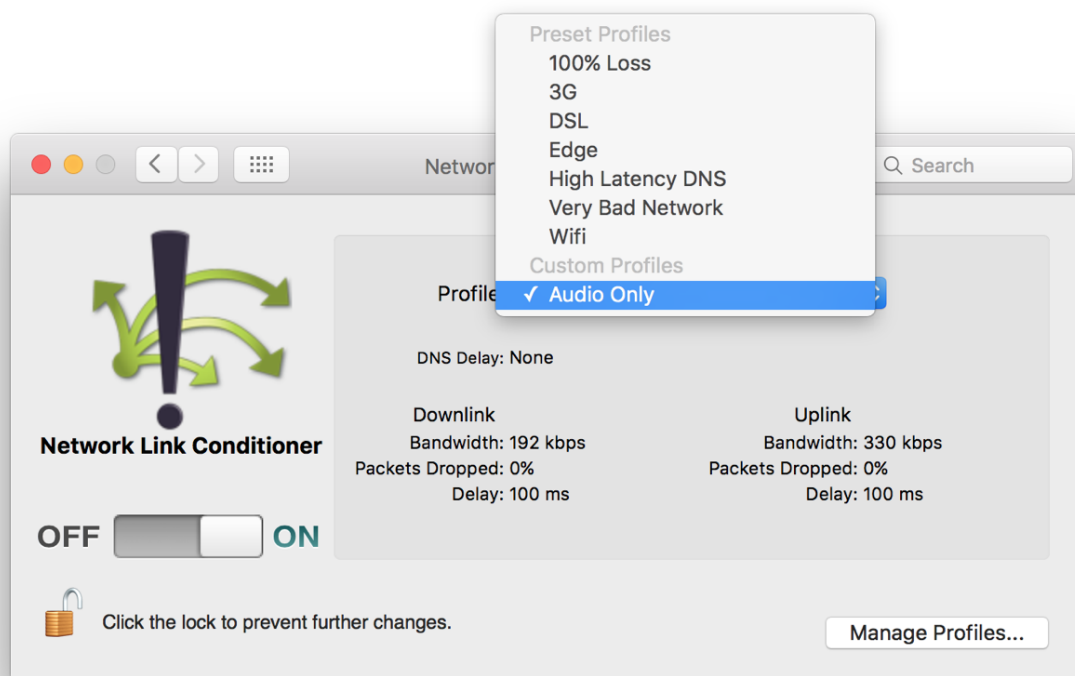 Preset Profiles
100% Loss
3G
DSL
Edge
High Latency DNS
Very Bad Network
Wifi
Custom Profiles
✓ Audio Only
Search
Profile
DNS Delay: None
Downlink
Bandwidth: 192 kbps
Packets Dropped: 0%
Delay: 100 ms
Uplink
Bandwidth: 330 kbps
Packets Dropped: 0%
Delay: 100 ms
Network Link Conditioner
OFF ON
Click the lock to prevent further changes.
Manage Profiles...